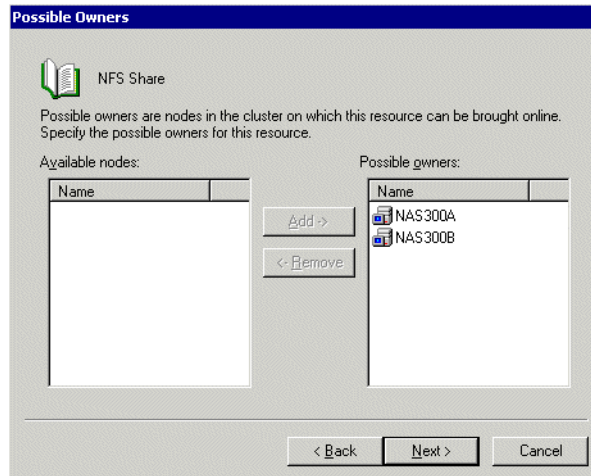 Possible Owners
NFS Share
Possible owners are nodes in the cluster on which this resource can be brought online.
Specify the possible owners for this resource.
Available nodes:
Possible owners:
Name
Name
NAS300A
NAS300B
Add ->
<- Remove
< Back
Next >
Cancel